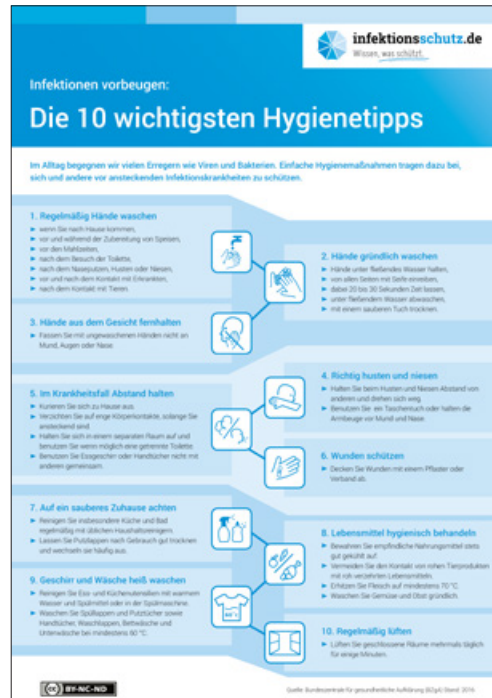 infektionsschutz.de
Wissen, was schützt.
Infektionen vorbeugen:
Die 10 wichtigsten Hygienetipps
Im Alltag begegnen wir vielen Erregern wie Viren und Bakterien. Einfache Hygienemaßnahmen tragen dazu bei,
sich und andere vor ansteckenden Infektionskrankheiten zu schützen.
1. Regelmäßig Hände waschen
► wenn Sie nach Hause kommen,
► vor und während der Zubereitung von Speisen,
► vor den Mahlzeiten,
► nach dem Besuch der Toilette,
► nach dem Naseputzen, Husten oder Niesen,
► vor und nach dem Kontakt mit Erkrankten,
► nach dem Kontakt mit Tieren.
2. Hände gründlich waschen
► Hände unter fließendes Wasser halten,
► von allen Seiten mit Seife einreiben,
► dabei 20 bis 30 Sekunden Zeit lassen,
► unter fließendem Wasser abwaschen,
► mit einem sauberen Tuch trocknen.
3. Hände aus dem Gesicht fernhalten
► Fassen Sie mit ungewaschenen Händen nicht an
Mund, Augen oder Nase.
4. Richtig husten und niesen
► Halten Sie beim Husten und Niesen Abstand von
anderen und drehen sich weg.
► Benutzen Sie ein Taschentuch oder halten die
Armbeuge vor Mund und Nase.
5. Im Krankheitsfall Abstand halten
► Kurieren Sie sich zu Hause aus.
► Verzichten Sie auf enge Körperkontakte, solange Sie
ansteckend sind.
► Halten Sie sich in einem separaten Raum auf und
benutzen Sie wenn möglich eine getrennte Toilette.
► Benutzen Sie Essgeschirr oder Handtücher nicht mit
anderen gemeinsam.
6. Wunden schützen
► Decken Sie Wunden mit einem Pflaster oder
Verband ab.
7. Auf ein sauberes Zuhause achten
► Reinigen Sie insbesondere Küche und Bad
regelmäßig mit üblichen Haushaltsreinigern.
► Lassen Sie Putzlappen nach Gebrauch gut trocknen
und wechseln sie häufig aus.
8. Lebensmittel hygienisch behandeln
► Bewahren Sie empfindliche Nahrungsmittel stets
gut gekühlt auf.
► Vermeiden Sie den Kontakt von rohen Tierprodukten
mit roh verzehrten Lebensmitteln.
► Erhitzen Sie Fleisch auf mindestens 70 °C.
► Waschen Sie Gemüse und Obst gründlich.
9. Geschirr und Wäsche heiß waschen
► Reinigen Sie Ess- und Küchenutensilien mit warmem
Wasser und Spülmittel oder in der Spülmaschine.
► Waschen Sie Spüllappen und Putztücher sowie
Handtücher, Waschlappen, Bettwäsche und
Unterwäsche bei mindestens 60 °C.
10. Regelmäßig lüften
► Lüften Sie geschlossene Räume mehrmals täglich
für einige Minuten.
cc BY-NC-ND
Quelle: Bundeszentrale für gesundheitliche Aufklärung (BZgA) Stand: 2016